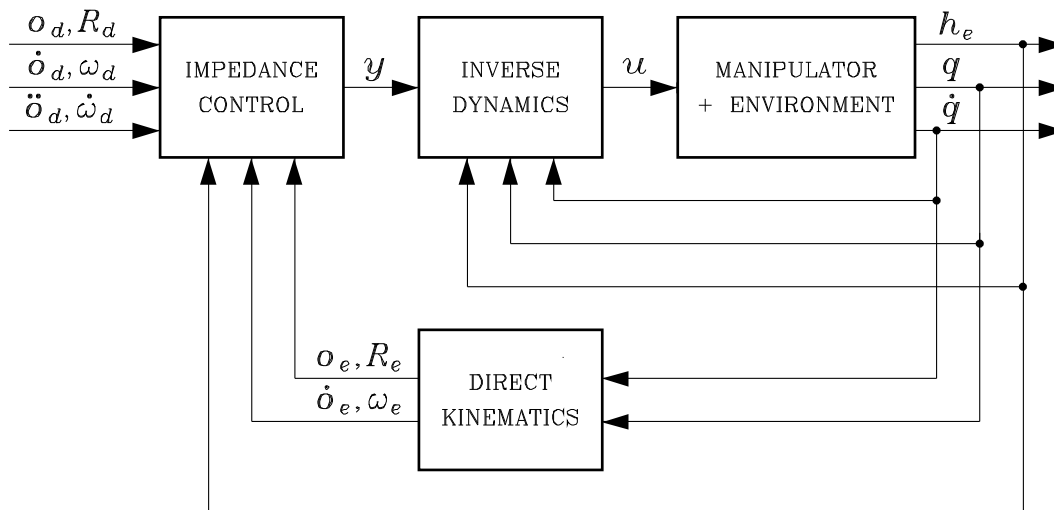 o_d, R_d
ȯ_d, ω_d
ö_d, ω̇_d
IMPEDANCE
CONTROL
y
INVERSE
DYNAMICS
u
MANIPULATOR
+ ENVIRONMENT
h_e
q
q̇
o_e, R_e
ȯ_e, ω_e
DIRECT
KINEMATICS